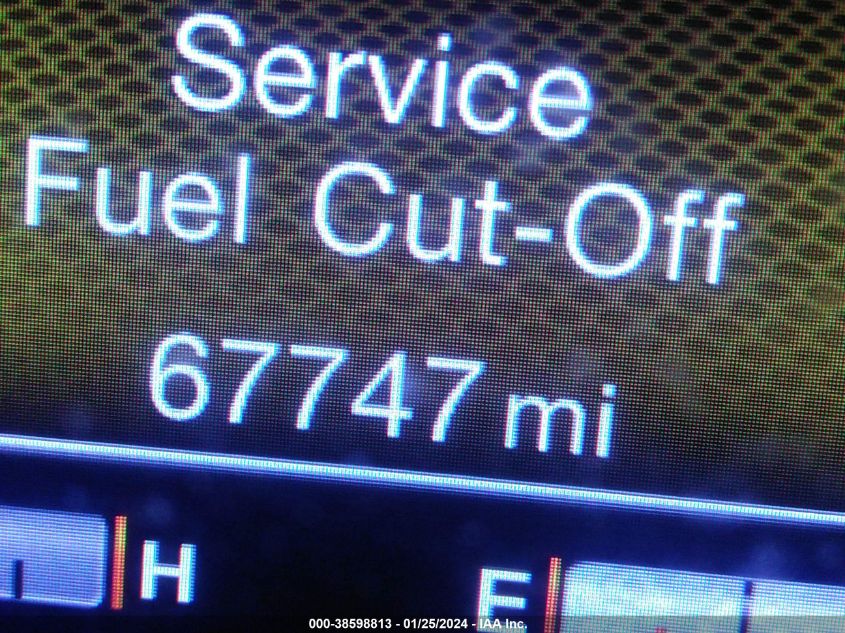 Service
Fuel Cut-Off
67747 mi
H E
000-38598813 - 01/25/2024 - IAA Inc.